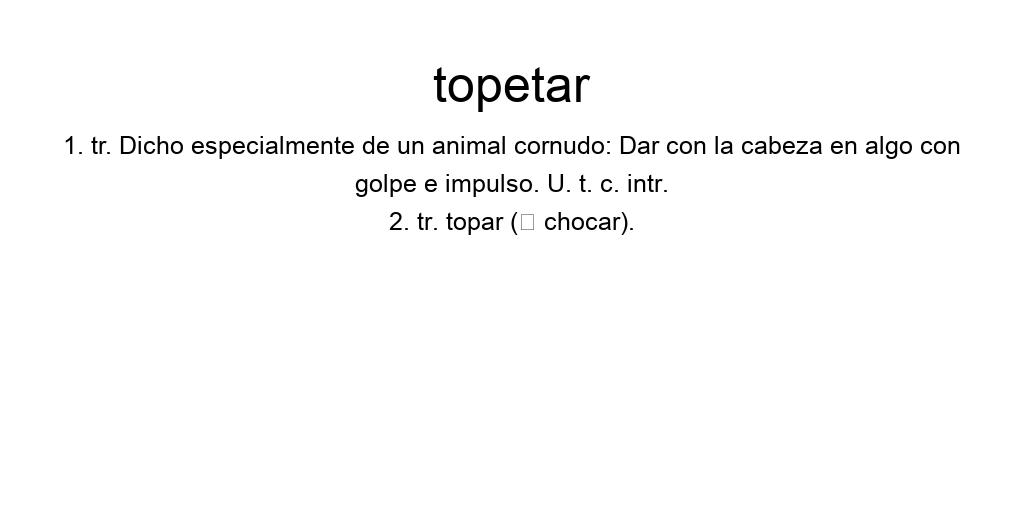 topetar
1. tr. Dicho especialmente de un animal cornudo: Dar con la cabeza en algo con
golpe e impulso. U. t. c. intr.
2. tr. topar (□ chocar).